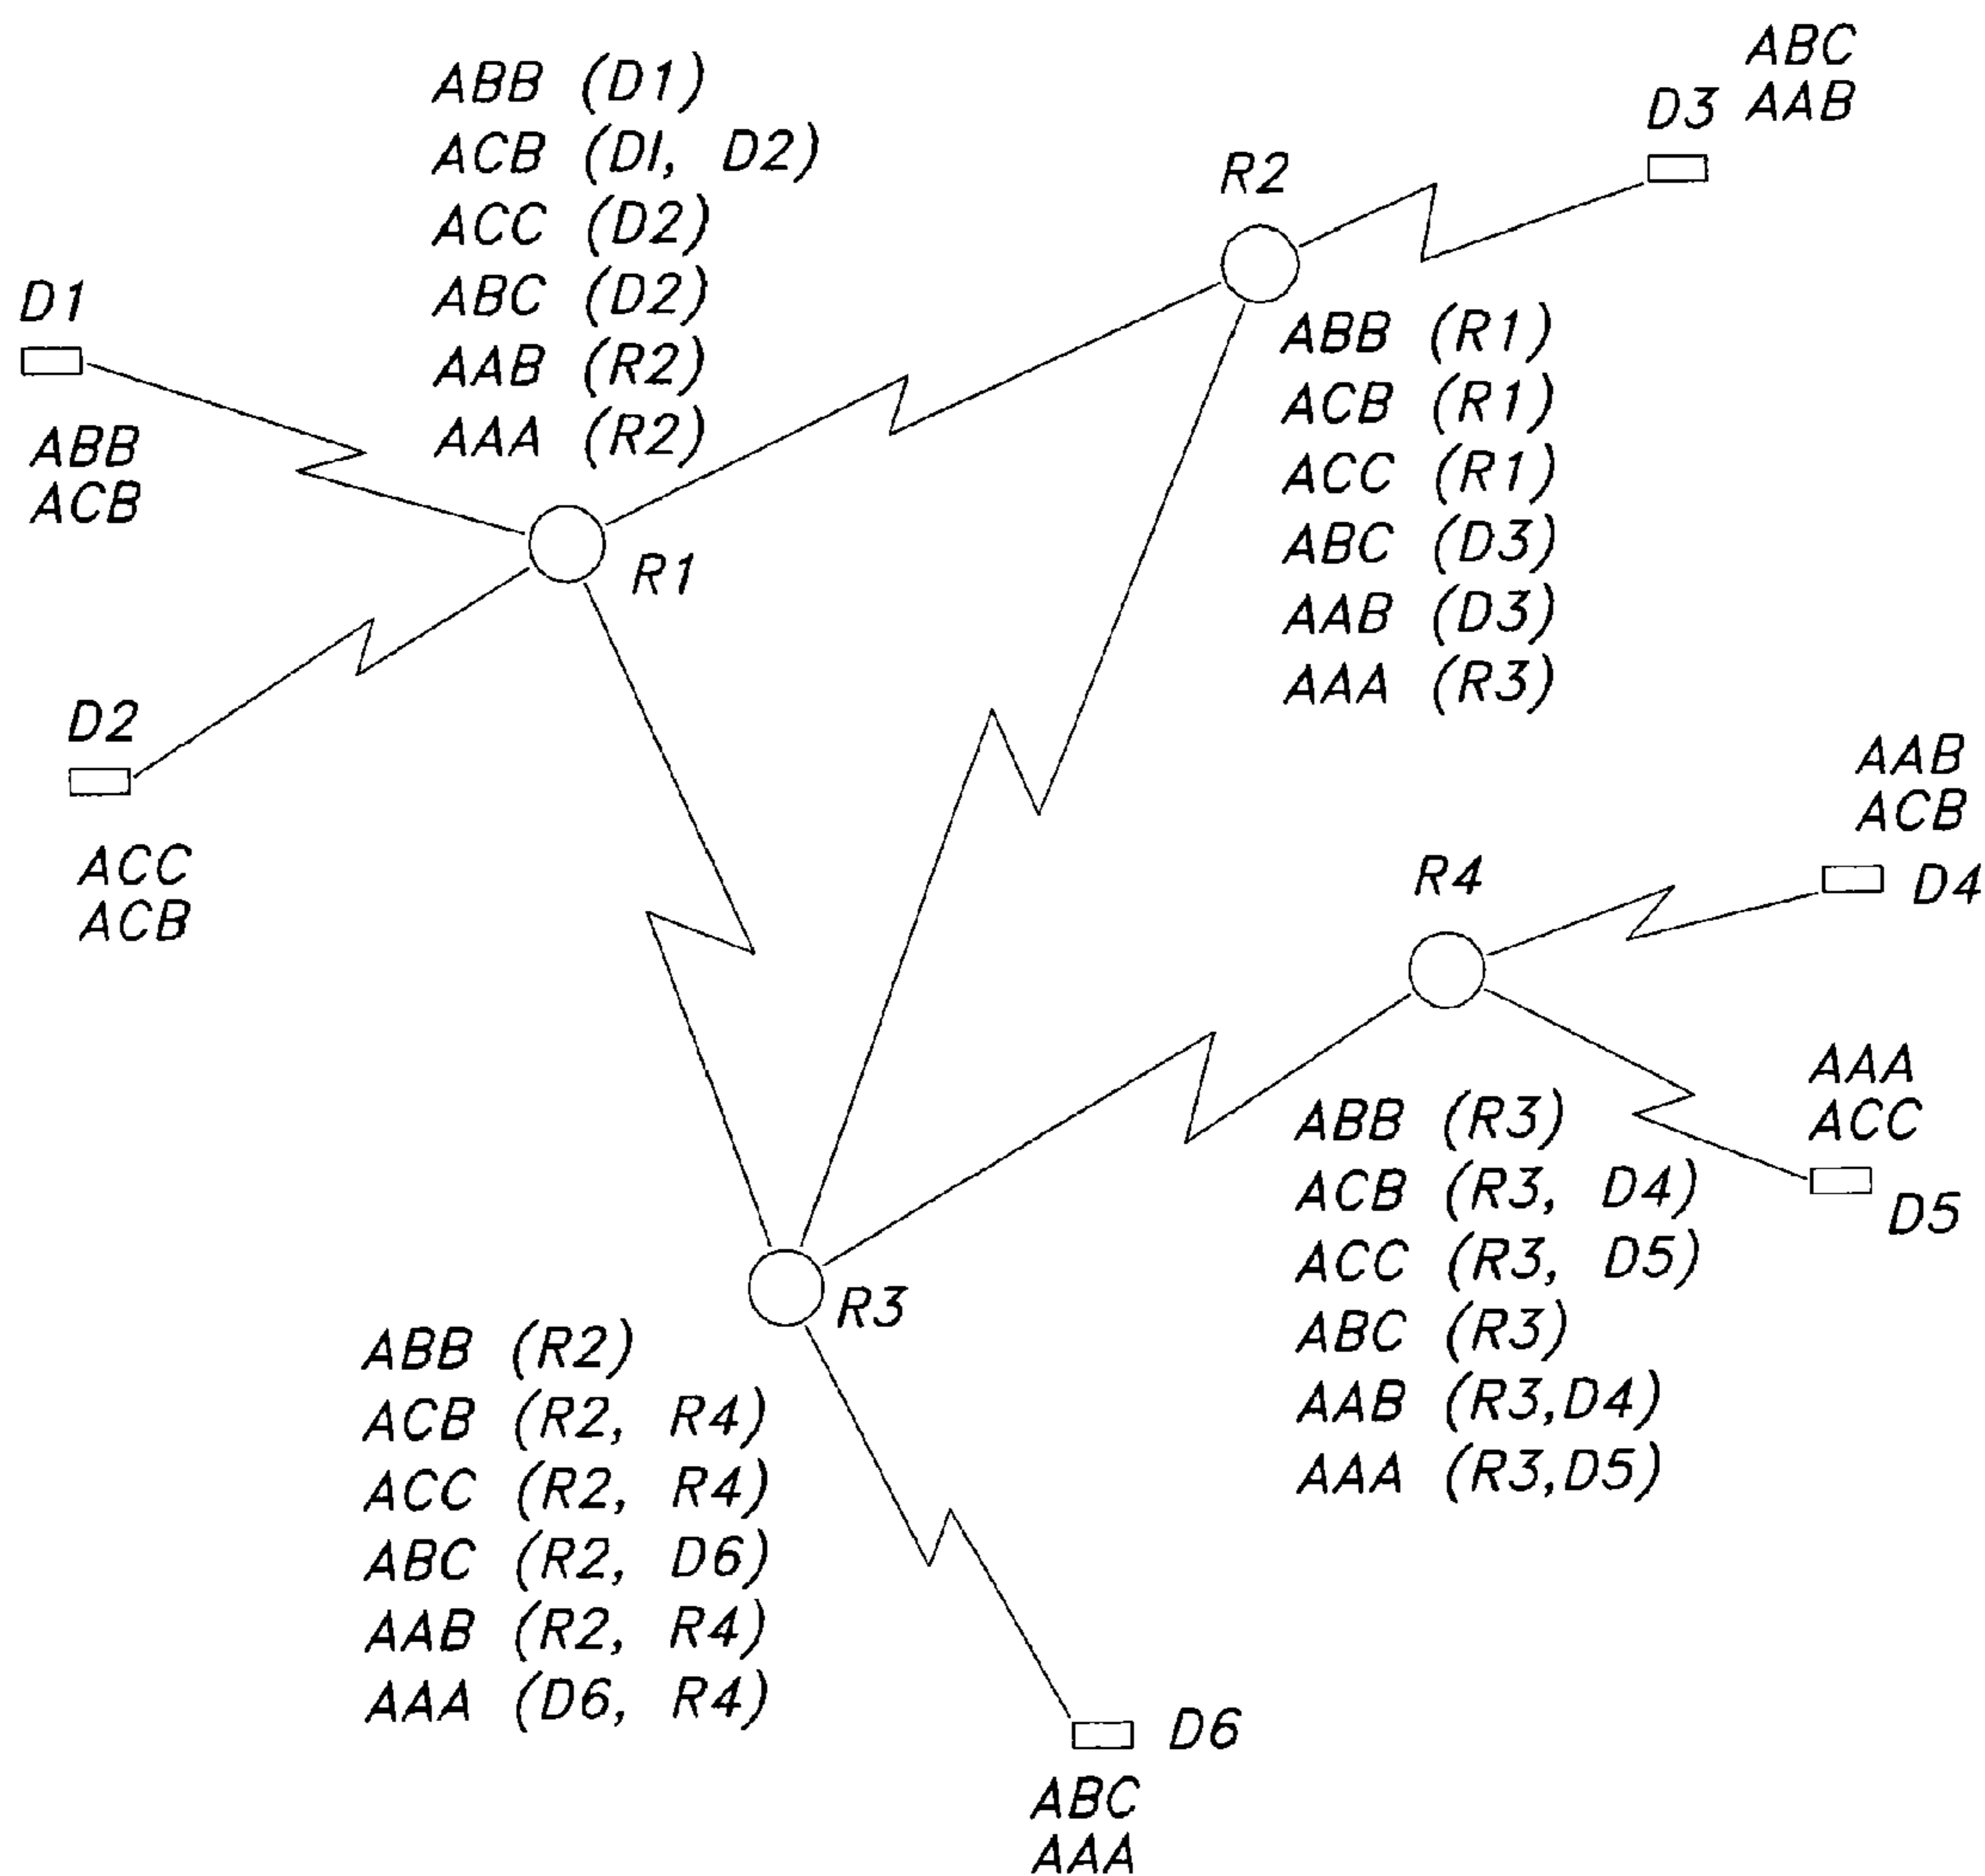 ABB (D1)
ACB (DI, D2)
ACC (D2)
ABC (D2)
AAB (R2)
AAA (R2)
D1
ABB
ACB
R1
D2
ACC
ACB
R2
D3
ABC
AAB
ABB (R1)
ACB (R1)
ACC (R1)
ABC (D3)
AAB (D3)
AAA (R3)
AAB
ACB
D4
R4
AAA
ACC
D5
ABB (R3)
ACB (R3, D4)
ACC (R3, D5)
ABC (R3)
AAB (R3,D4)
AAA (R3,D5)
R3
ABB (R2)
ACB (R2, R4)
ACC (R2, R4)
ABC (R2, D6)
AAB (R2, R4)
AAA (D6, R4)
D6
ABC
AAA